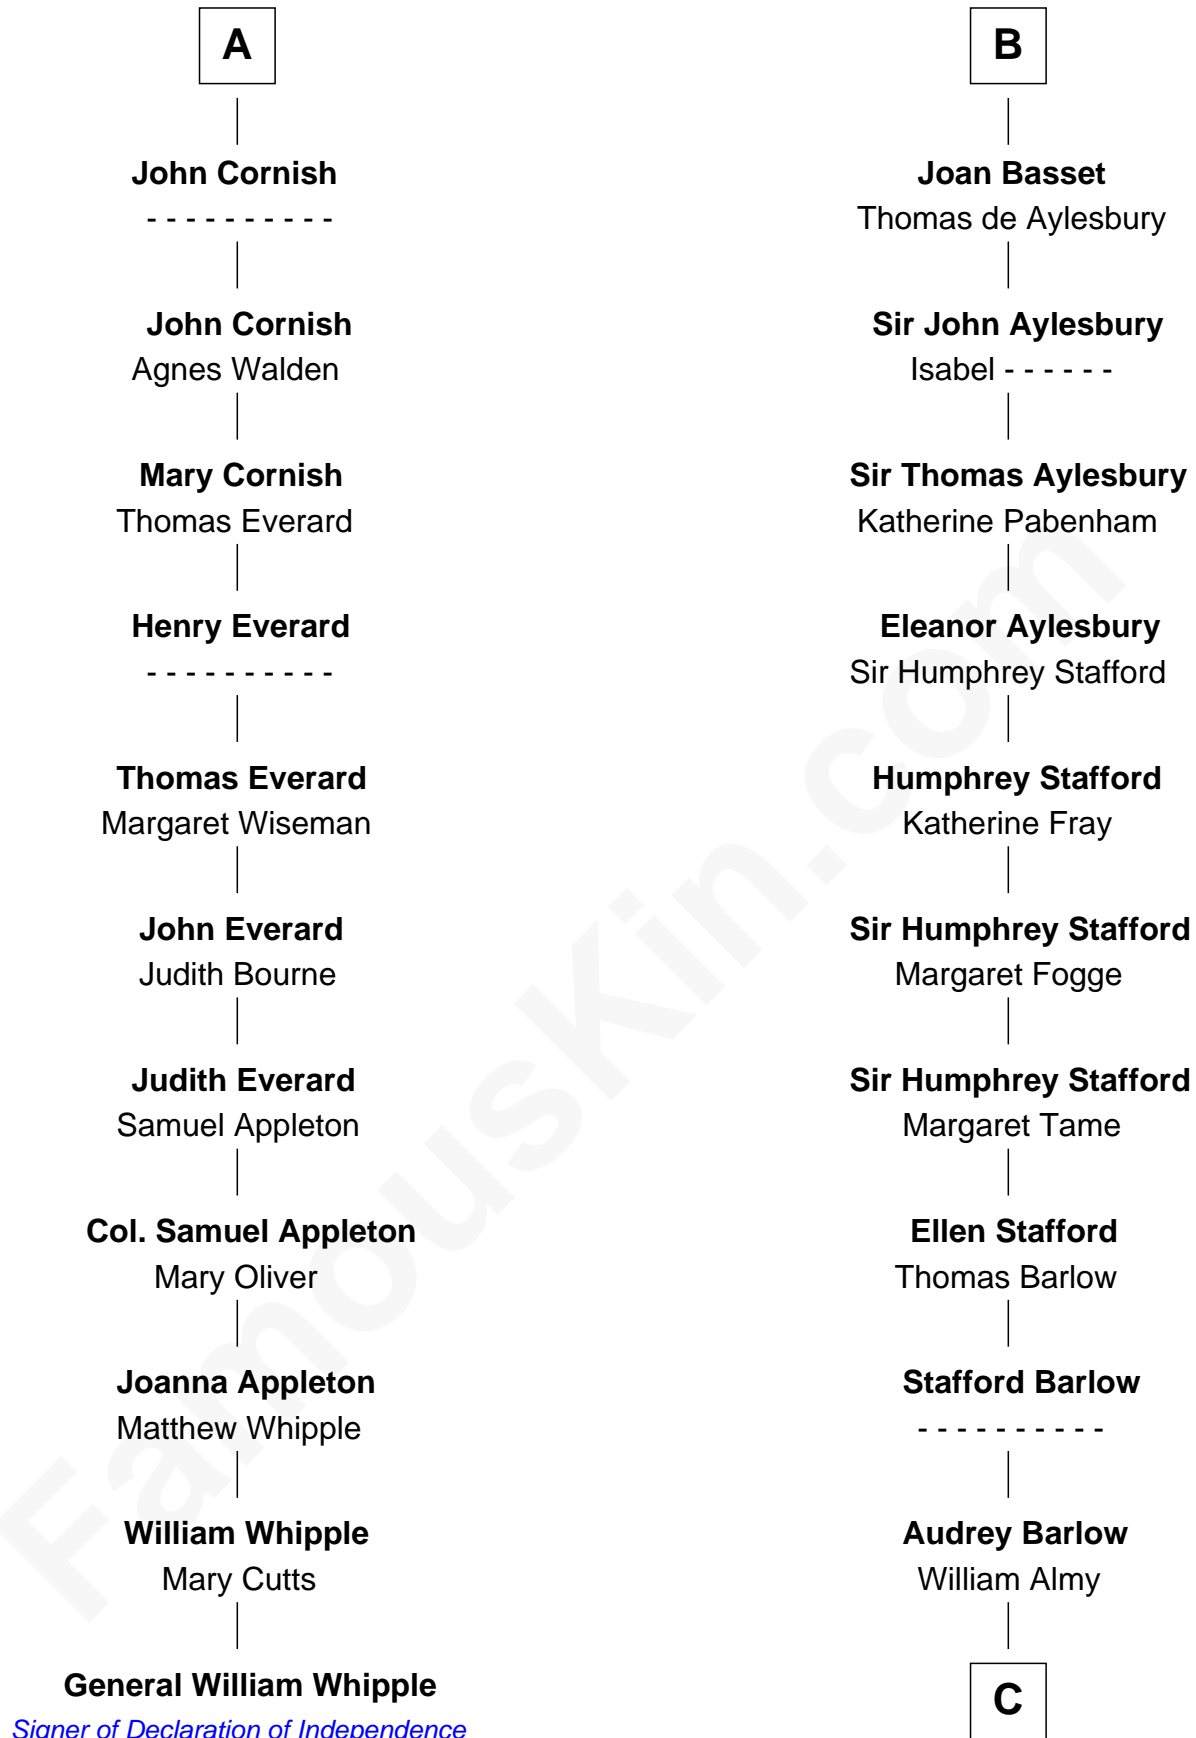 A
John Cornish
- - - - - - - - - -
John Cornish
Agnes Walden
Mary Cornish
Thomas Everard
Henry Everard
- - - - - - - - - -
Thomas Everard
Margaret Wiseman
John Everard
Judith Bourne
Judith Everard
Samuel Appleton
Col. Samuel Appleton
Mary Oliver
Joanna Appleton
Matthew Whipple
William Whipple
Mary Cutts
General William Whipple
Signer of Declaration of Independence
B
Joan Basset
Thomas de Aylesbury
Sir John Aylesbury
Isabel - - - - - -
Sir Thomas Aylesbury
Katherine Pabenham
Eleanor Aylesbury
Sir Humphrey Stafford
Humphrey Stafford
Katherine Fray
Sir Humphrey Stafford
Margaret Fogge
Sir Humphrey Stafford
Margaret Tame
Ellen Stafford
Thomas Barlow
Stafford Barlow
- - - - - - - - - -
Audrey Barlow
William Almy
C
FamousKin.com